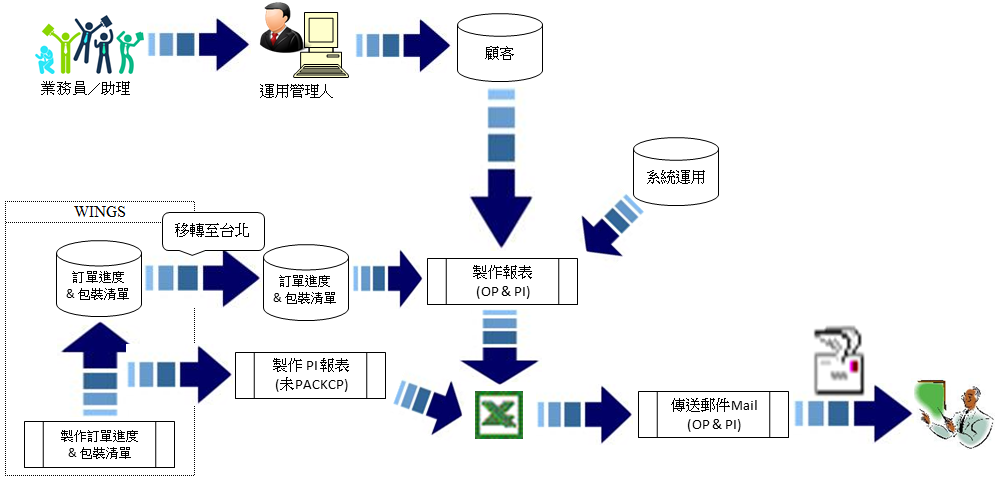 顧客
業務員／助理
運用管理人
系統運用
WINGS
移轉至台北
訂單進度
& 包裝清單
訂單進度
& 包裝清單
製作報表
(OP & PI)
製作 PI 報表
(未PACKCP)
傳送郵件Mail
(OP & PI)
製作訂單進度
& 包裝清單